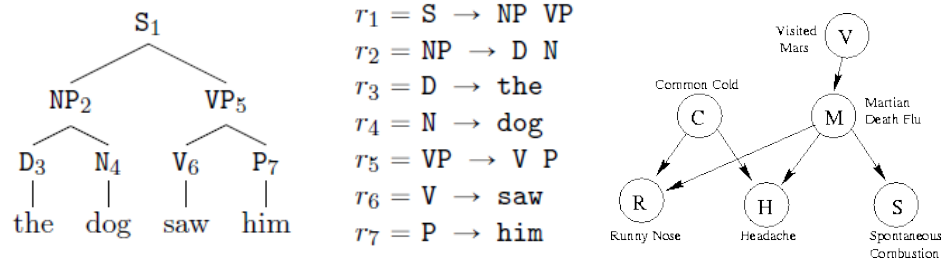 S₁
NP₂ VP₅
D₃ N₄ V₆ P₇
the dog saw him
r₁ = S → NP VP
r₂ = NP → D N
r₃ = D → the
r₄ = N → dog
r₅ = VP → V P
r₆ = V → saw
r₇ = P → him
Visited
Mars
V
Common Cold
C
M
Martian
Death Flu
R
H
S
Runny Nose
Headache
Spontaneous
Combustion